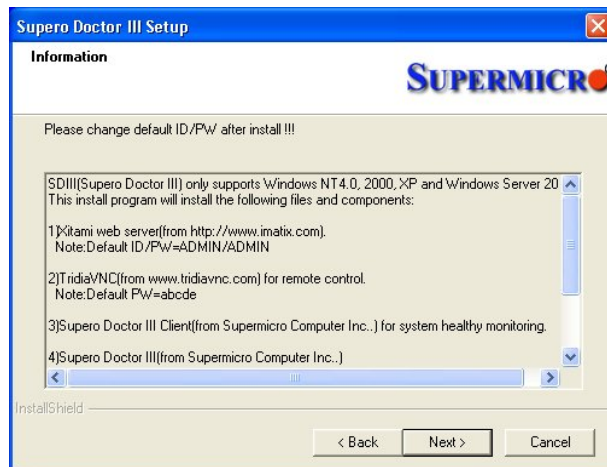 Supero Doctor III Setup
Information
SUPERMICRO
Please change default ID/PW after install !!!
SDIII(Supero Doctor III) only supports Windows NT4.0, 2000, XP and Windows Server 20
This install program will install the following files and components:
1)Xitami web server(from http://www.imatix.com).
Note:Default ID/PW=ADMIN/ADMIN
2)TridiaVNC(from www.tridiavnc.com) for remote control.
Note:Default PW=abcde
3)Supero Doctor III Client(from Supermicro Computer Inc..) for system healthy monitoring.
4)Supero Doctor III(from Supermicro Computer Inc..)
InstallShield
< Back
Next >
Cancel